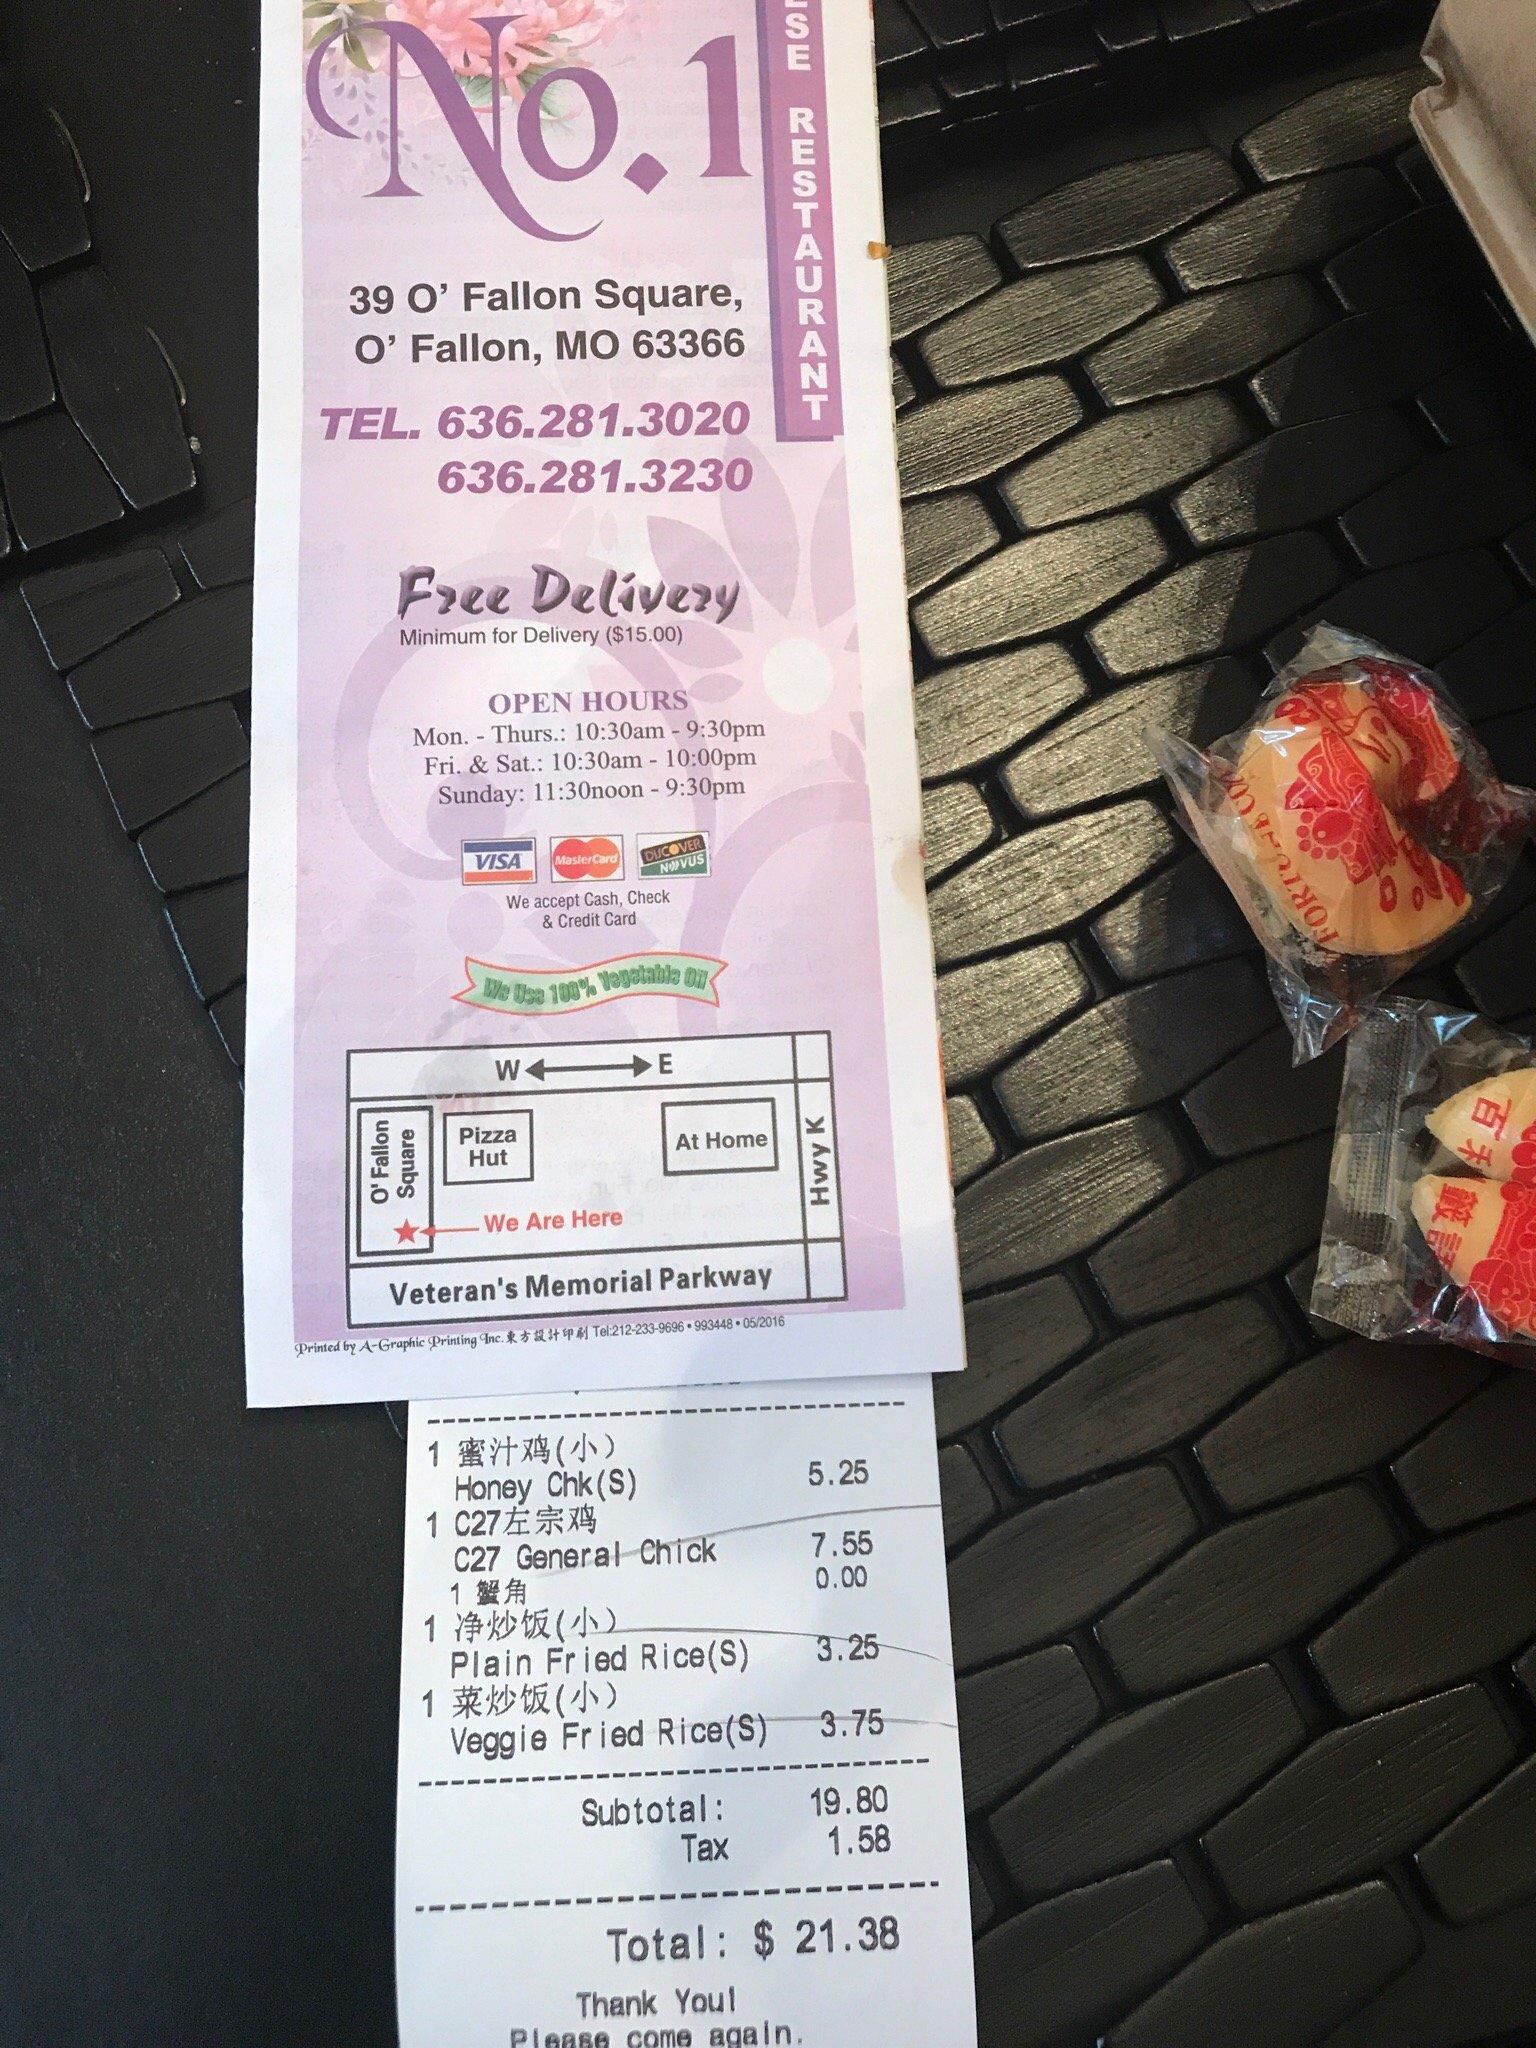 No.1
ESE RESTAURANT
39 O' Fallon Square,
O' Fallon, MO 63366
TEL. 636.281.3020
636.281.3230
Free Delivery
Minimum for Delivery ($15.00)
OPEN HOURS
Mon. - Thurs.: 10:30am - 9:30pm
Fri. & Sat.: 10:30am - 10:00pm
Sunday: 11:30noon - 9:30pm
VISA MasterCard DISCOVER
NOVUS
We accept Cash, Check
& Credit Card
We Use 100% Vegetable Oil
W E
O' Fallon
Square
Pizza
Hut
At Home
Hwy K
We Are Here
Veteran's Memorial Parkway
Printed by A-Graphic Printing Inc. 東方設計印刷 Tel:212-233-9696 • 993448 • 05/2016
1 蜜汁鸡(小)
Honey Chk(S) 5.25
1 C27左宗鸡
C27 General Chick 7.55
1 蟹角 0.00
1 净炒饭(小)
Plain Fried Rice(S) 3.25
1 菜炒饭(小)
Veggie Fried Rice(S) 3.75
Subtotal: 19.80
Tax 1.58
Total: $ 21.38
Thank You!
Please come again.
百禾
歡記